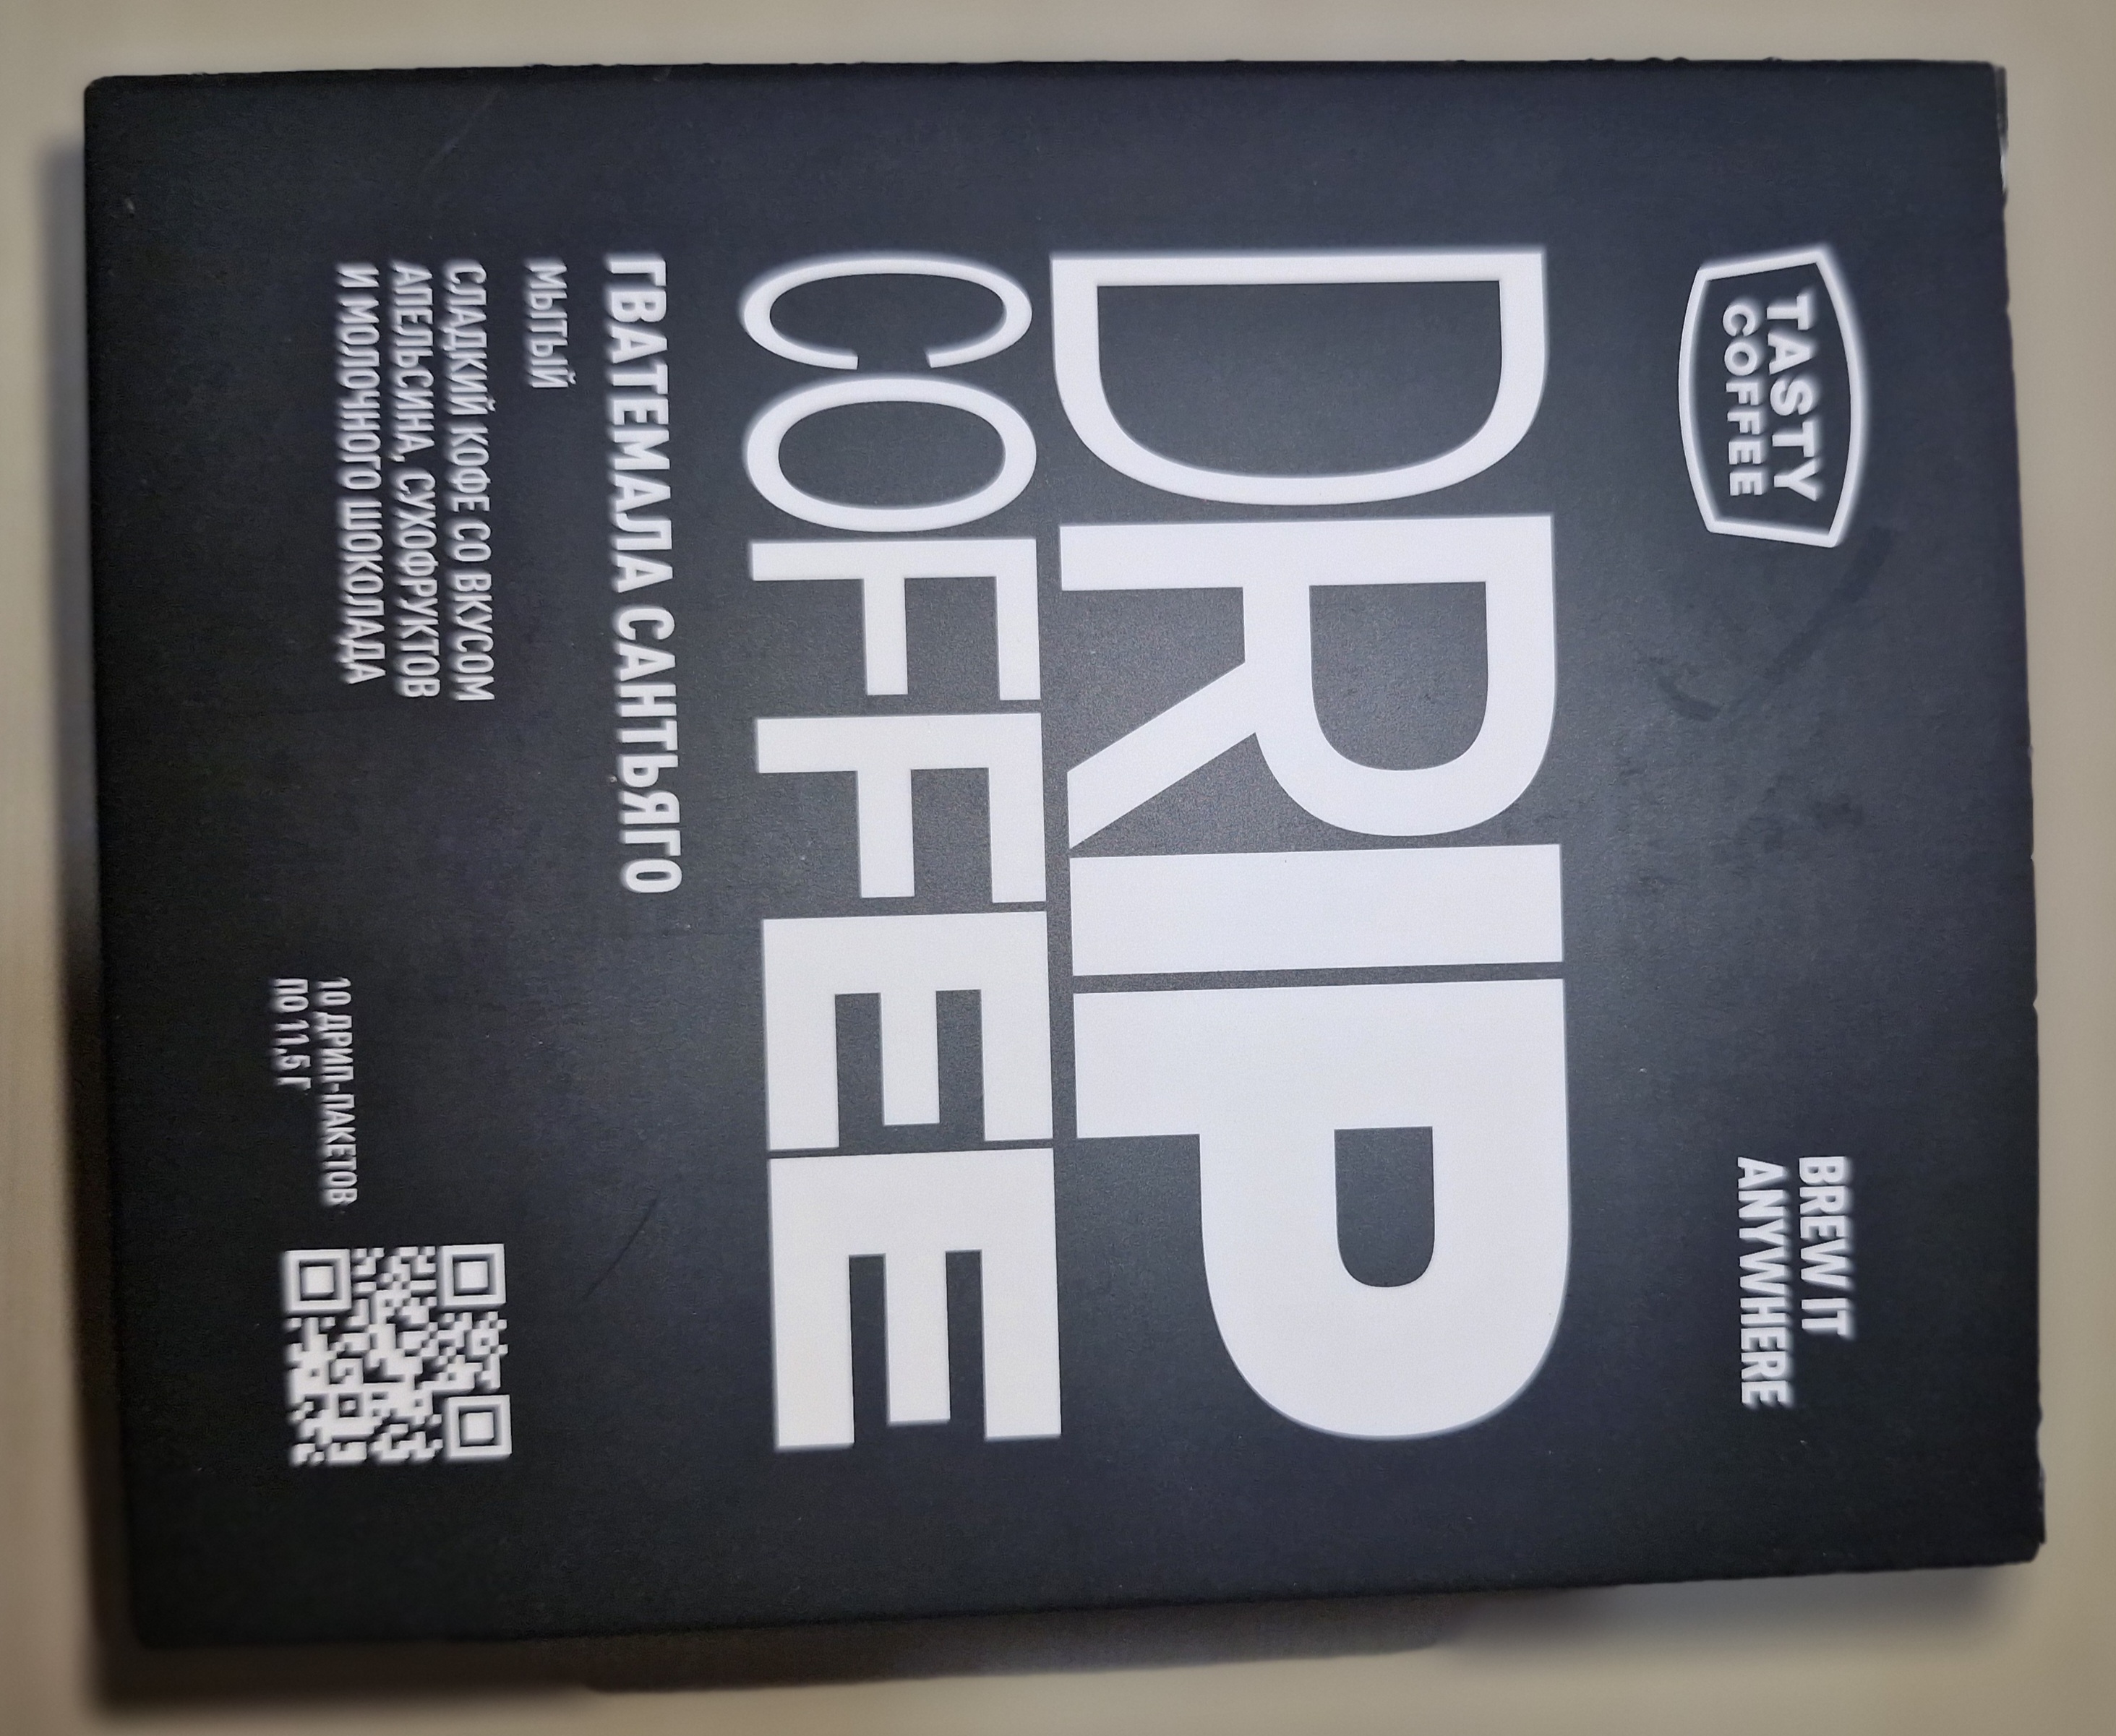 TASTY
COFFEE
BREW IT
ANYWHERE
DRIP
COFFEE
ГВАТЕМАЛА САНТЬЯГО
МЫТЫЙ
СЛАДКИЙ КОФЕ СО ВКУСОМ
АПЕЛЬСИНА, СУХОФРУКТОВ
И МОЛОЧНОГО ШОКОЛАДА
10 ДРИП-ПАКЕТОВ
ПО 11,5 Г